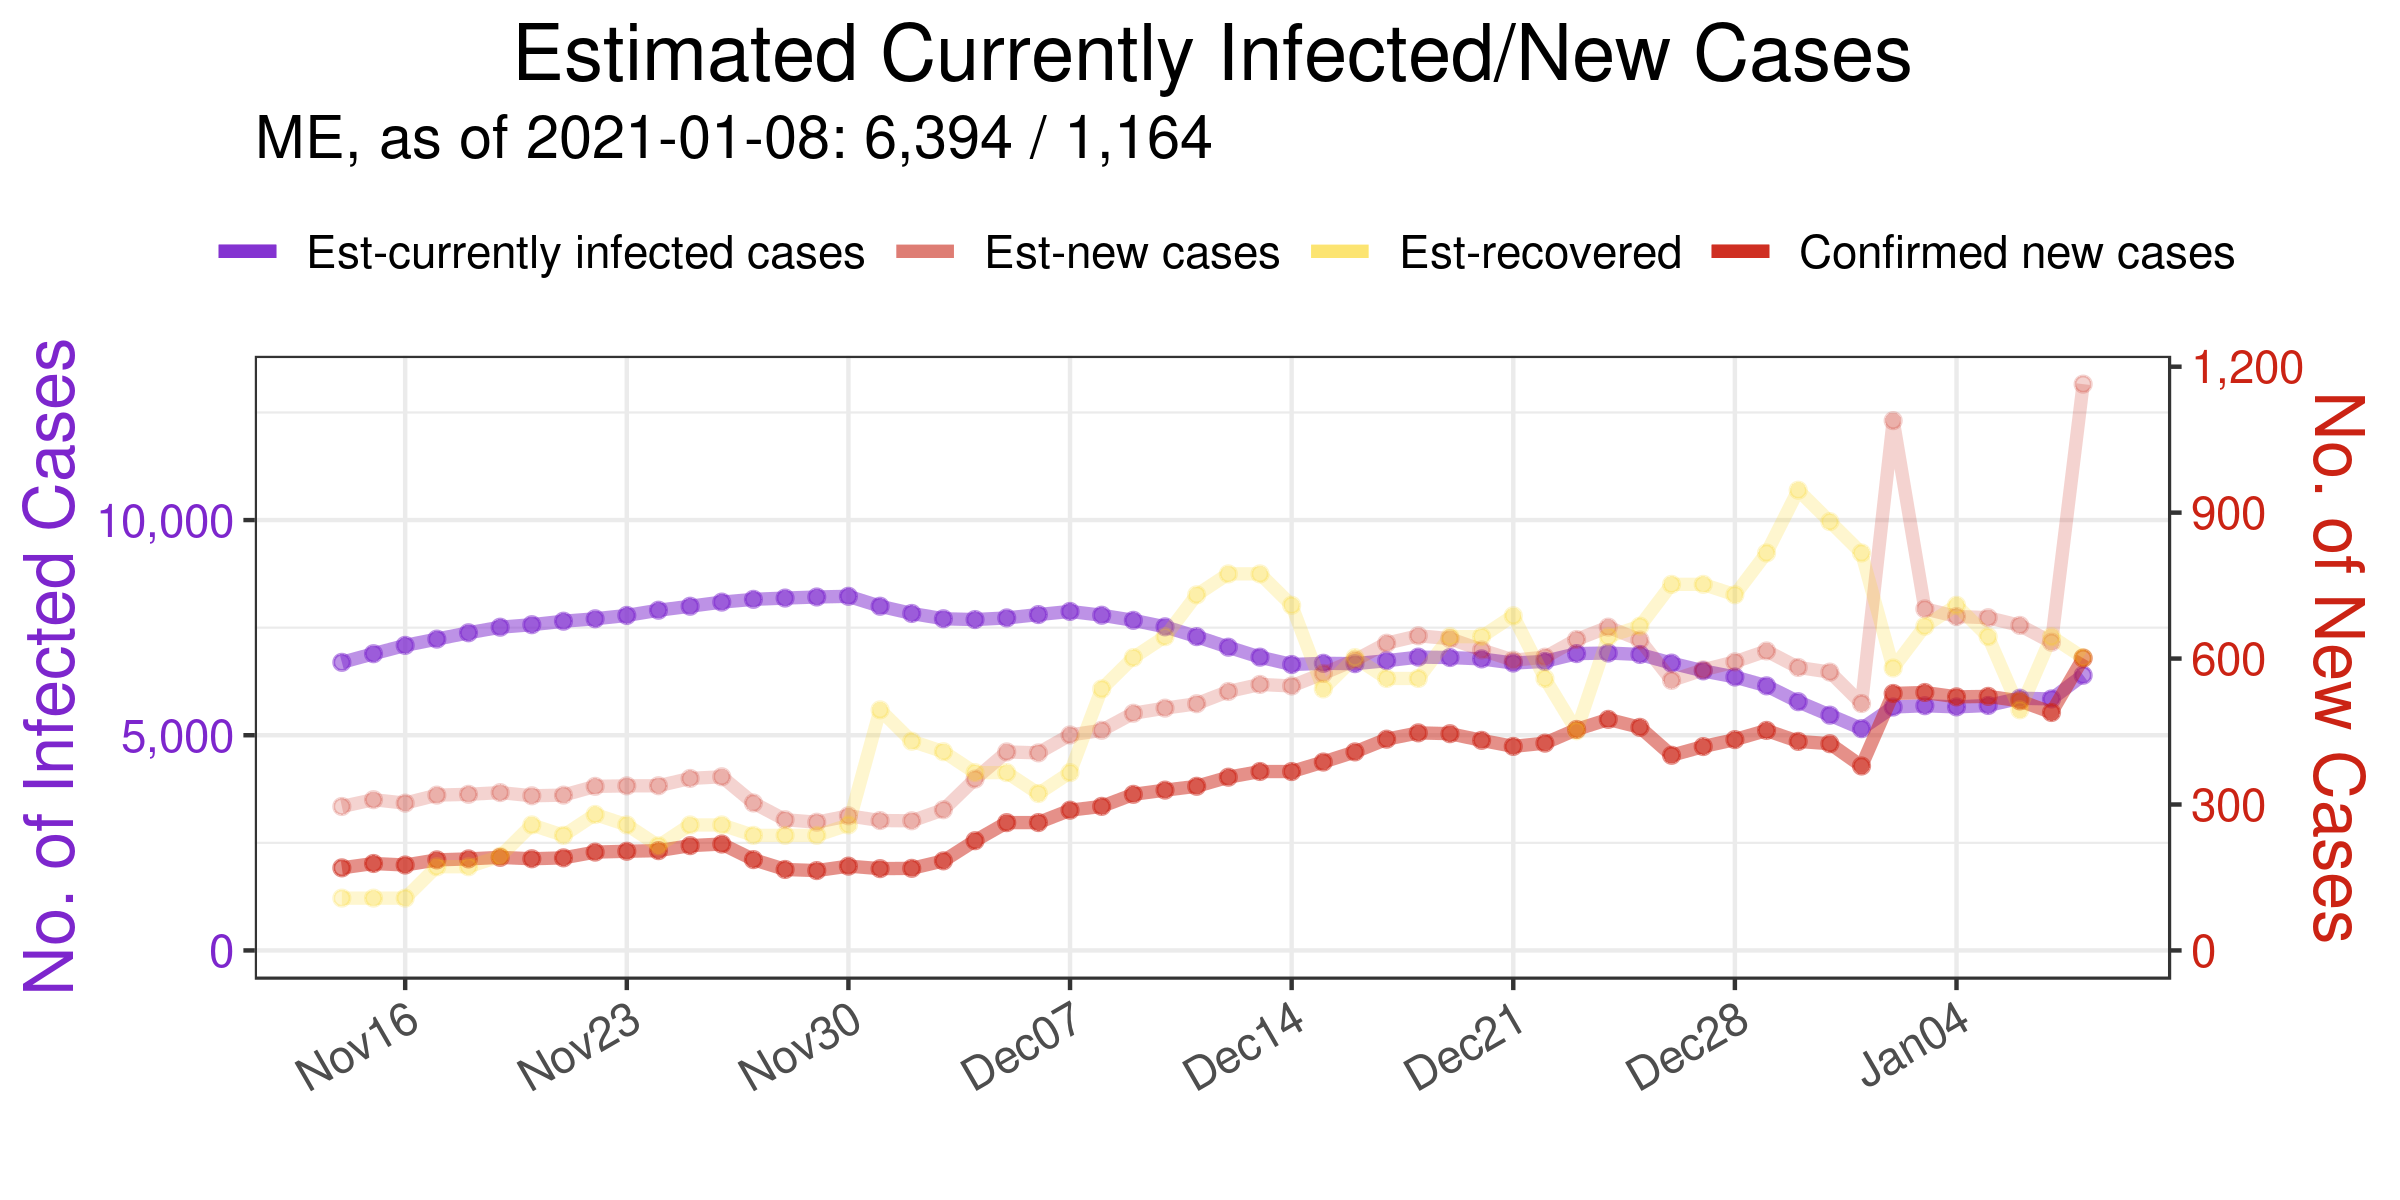 Estimated Currently Infected/New Cases
ME, as of 2021-01-08: 6,394 / 1,164
Est-currently infected cases Est-new cases Est-recovered Confirmed new cases
No. of Infected Cases
10,000
5,000
0
1,200
900
600
300
0
No. of New Cases
Nov16 Nov23 Nov30 Dec07 Dec14 Dec21 Dec28 Jan04